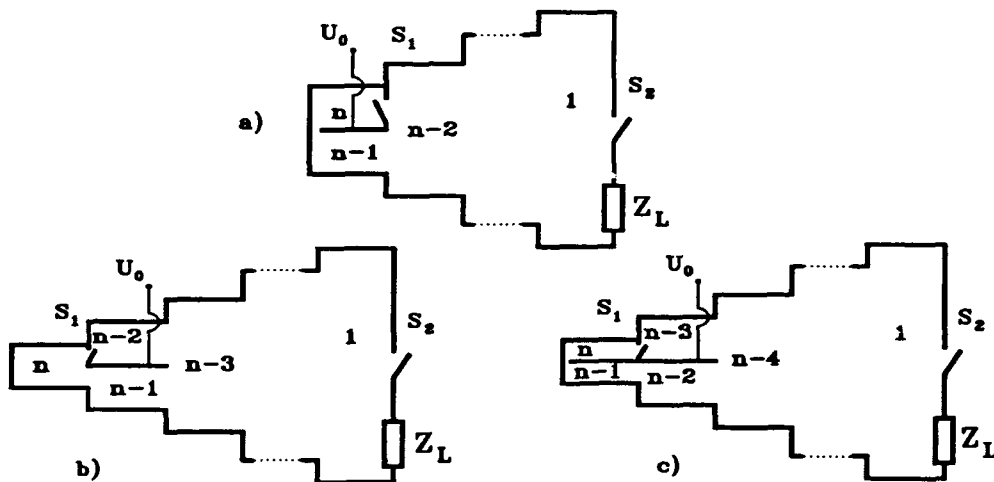 U₀
S₁
S₂
1
n
n-2
n-1
a)
Z_L
U₀
S₁
n-2
S₂
1
n
n-3
n-1
Z_L
b)
U₀
S₁
n-3
S₂
1
n
n-4
n-1
n-2
Z_L
c)